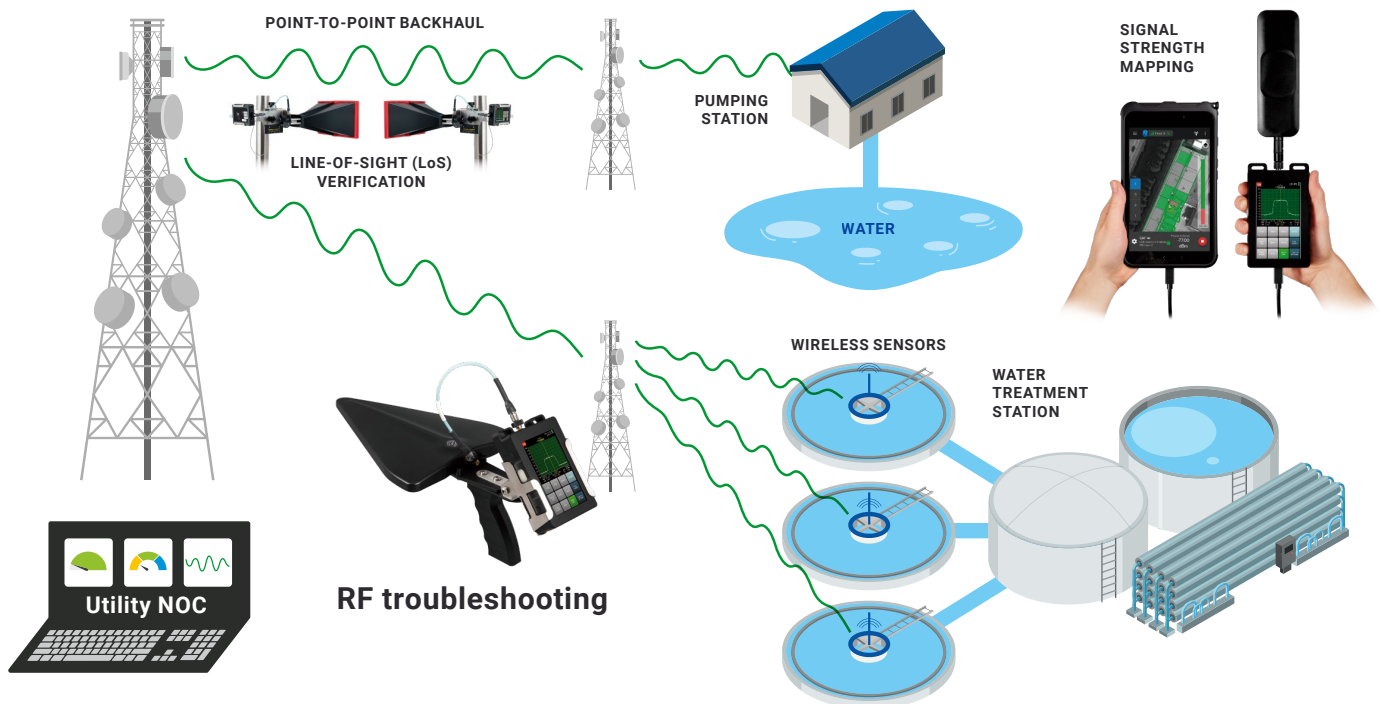 POINT-TO-POINT BACKHAUL
LINE-OF-SIGHT (LoS)
VERIFICATION
PUMPING
STATION
WATER
SIGNAL
STRENGTH
MAPPING
WIRELESS SENSORS
WATER
TREATMENT
STATION
RF troubleshooting
Utility NOC